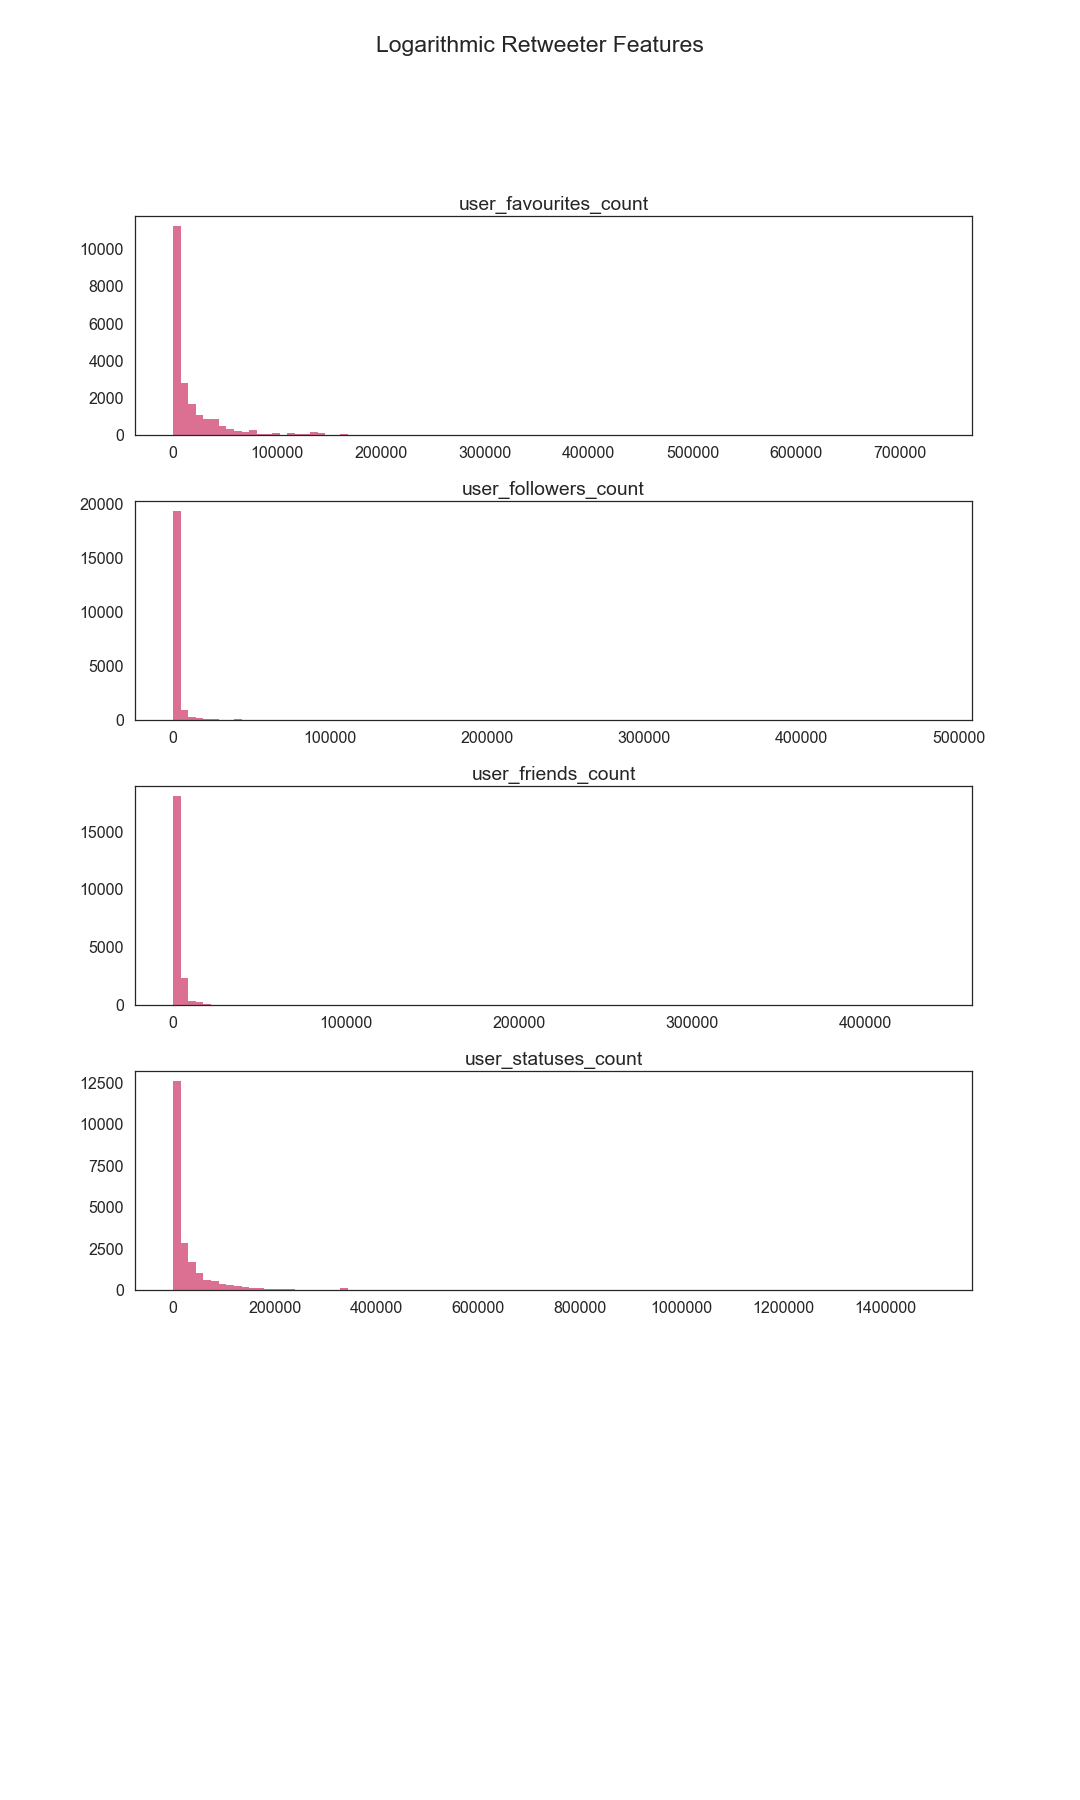 Logarithmic Retweeter Features
user_favourites_count
10000
8000
6000
4000
2000
0
0 100000 200000 300000 400000 500000 600000 700000
user_followers_count
20000
15000
10000
5000
0
0 100000 200000 300000 400000 500000
user_friends_count
15000
10000
5000
0
0 100000 200000 300000 400000
user_statuses_count
12500
10000
7500
5000
2500
0
0 200000 400000 600000 800000 1000000 1200000 1400000